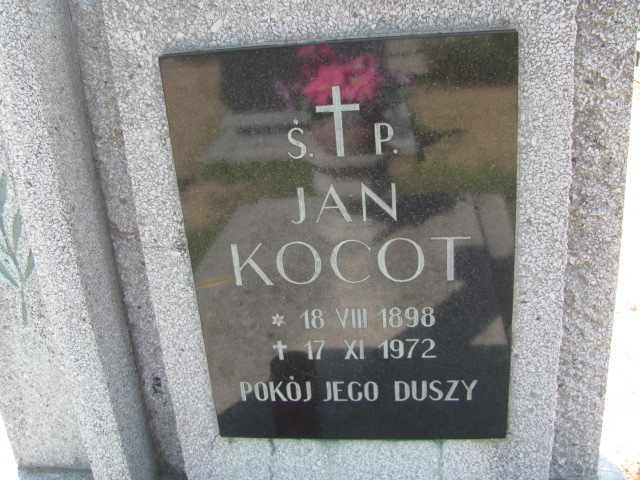 Ś. P.
JAN
KOCOT
* 18 VIII 1898
✝ 17 XI 1972
POKÓJ JEGO DUSZY